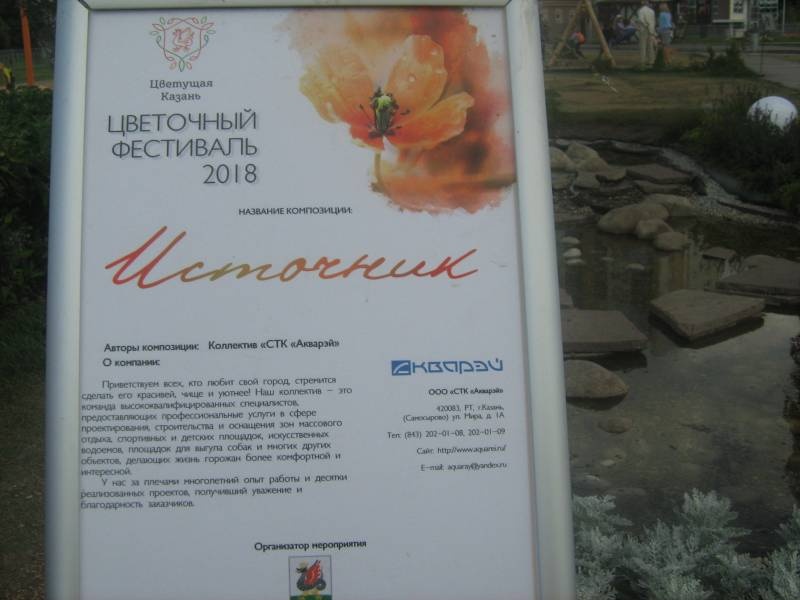 Цветущая
Казань
ЦВЕТОЧНЫЙ
ФЕСТИВАЛЬ
2018
НАЗВАНИЕ КОМПОЗИЦИИ:
Источник
Авторы композиции: Коллектив «СТК «Акварэй»
О компании:
Приветствуем всех, кто любит свой город, стремится
сделать его красивей, чище и уютнее! Наш коллектив – это
команда высококвалифицированных специалистов,
предоставляющих профессиональные услуги в сфере
проектирования, строительства и оснащения зон массового
отдыха, спортивных и детских площадок, искусственных
водоемов, площадок для выгула собак и многих других
объектов, делающих жизнь горожан более комфортной и
интересной.
У нас за плечами многолетний опыт работы и десятки
реализованных проектов, получивший уважение и
благодарность заказчиков.
АКВАРЭЙ
ООО «СТК «Акварэй»
420083, РТ, г.Казань,
(Самосырово) ул. Мира, д. 1А
Тел: (843) 202-01-08, 202-01-09
Сайт: http://www.aquarei.ru/
E-mail: aquaray@yandex.ru
Организатор мероприятия